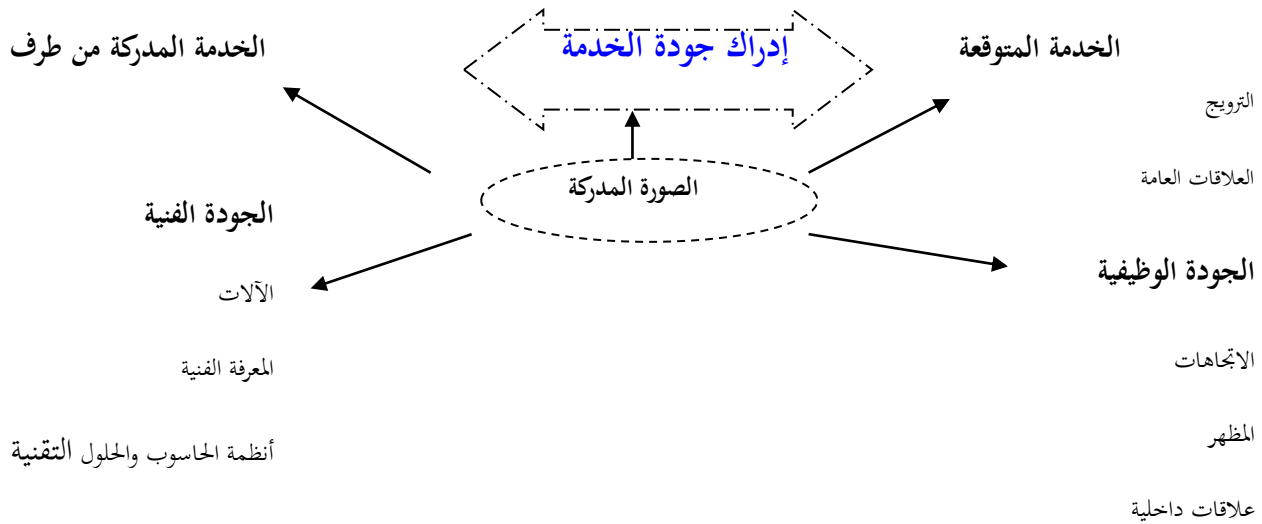 إدراك جودة الخدمة
الخدمة المتوقعة
الترويج
العلاقات العامة
الجودة الوظيفية
الاتجاهات
المظهر
علاقات داخلية
الصورة المدركة
الخدمة المدركة من طرف
الجودة الفنية
الآلات
المعرفة الفنية
أنظمة الحاسوب والحلول التقنية